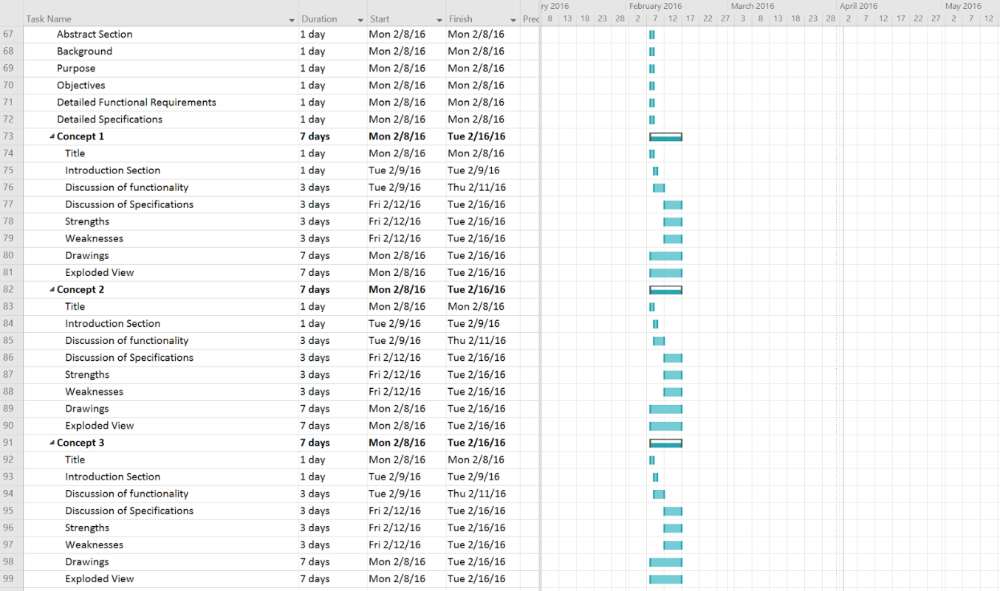 ry 2016 February 2016 March 2016 April 2016 May 2016
Task Name Duration Start Finish Prec 8 13 18 23 28 2 7 12 17 22 27 3 8 13 18 23 28 2 7 12 17 22 27 2 7 12
67 Abstract Section 1 day Mon 2/8/16 Mon 2/8/16
68 Background 1 day Mon 2/8/16 Mon 2/8/16
69 Purpose 1 day Mon 2/8/16 Mon 2/8/16
70 Objectives 1 day Mon 2/8/16 Mon 2/8/16
71 Detailed Functional Requirements 1 day Mon 2/8/16 Mon 2/8/16
72 Detailed Specifications 1 day Mon 2/8/16 Mon 2/8/16
73 Concept 1 7 days Mon 2/8/16 Tue 2/16/16
74 Title 1 day Mon 2/8/16 Mon 2/8/16
75 Introduction Section 1 day Tue 2/9/16 Tue 2/9/16
76 Discussion of functionality 3 days Tue 2/9/16 Thu 2/11/16
77 Discussion of Specifications 3 days Fri 2/12/16 Tue 2/16/16
78 Strengths 3 days Fri 2/12/16 Tue 2/16/16
79 Weaknesses 3 days Fri 2/12/16 Tue 2/16/16
80 Drawings 7 days Mon 2/8/16 Tue 2/16/16
81 Exploded View 7 days Mon 2/8/16 Tue 2/16/16
82 Concept 2 7 days Mon 2/8/16 Tue 2/16/16
83 Title 1 day Mon 2/8/16 Mon 2/8/16
84 Introduction Section 1 day Tue 2/9/16 Tue 2/9/16
85 Discussion of functionality 3 days Tue 2/9/16 Thu 2/11/16
86 Discussion of Specifications 3 days Fri 2/12/16 Tue 2/16/16
87 Strengths 3 days Fri 2/12/16 Tue 2/16/16
88 Weaknesses 3 days Fri 2/12/16 Tue 2/16/16
89 Drawings 7 days Mon 2/8/16 Tue 2/16/16
90 Exploded View 7 days Mon 2/8/16 Tue 2/16/16
91 Concept 3 7 days Mon 2/8/16 Tue 2/16/16
92 Title 1 day Mon 2/8/16 Mon 2/8/16
93 Introduction Section 1 day Tue 2/9/16 Tue 2/9/16
94 Discussion of functionality 3 days Tue 2/9/16 Thu 2/11/16
95 Discussion of Specifications 3 days Fri 2/12/16 Tue 2/16/16
96 Strengths 3 days Fri 2/12/16 Tue 2/16/16
97 Weaknesses 3 days Fri 2/12/16 Tue 2/16/16
98 Drawings 7 days Mon 2/8/16 Tue 2/16/16
99 Exploded View 7 days Mon 2/8/16 Tue 2/16/16